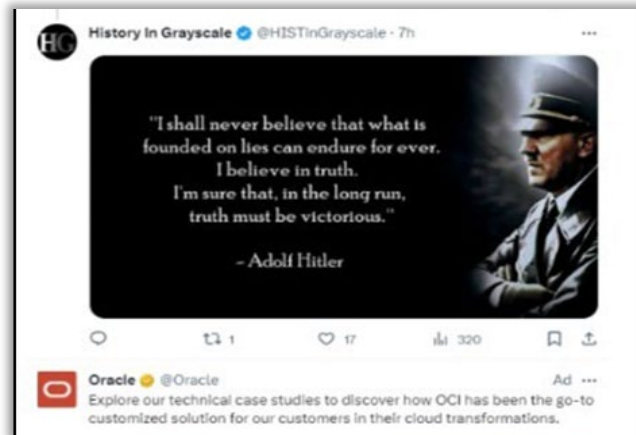 HG
History In Grayscale @HISTInGrayscale · 7h
"I shall never believe that what is
founded on lies can endure for ever.
I believe in truth.
I'm sure that, in the long run,
truth must be victorious."
- Adolf Hitler
1 17 320
Oracle @Oracle Ad
Explore our technical case studies to discover how OCI has been the go-to
customized solution for our customers in their cloud transformations.